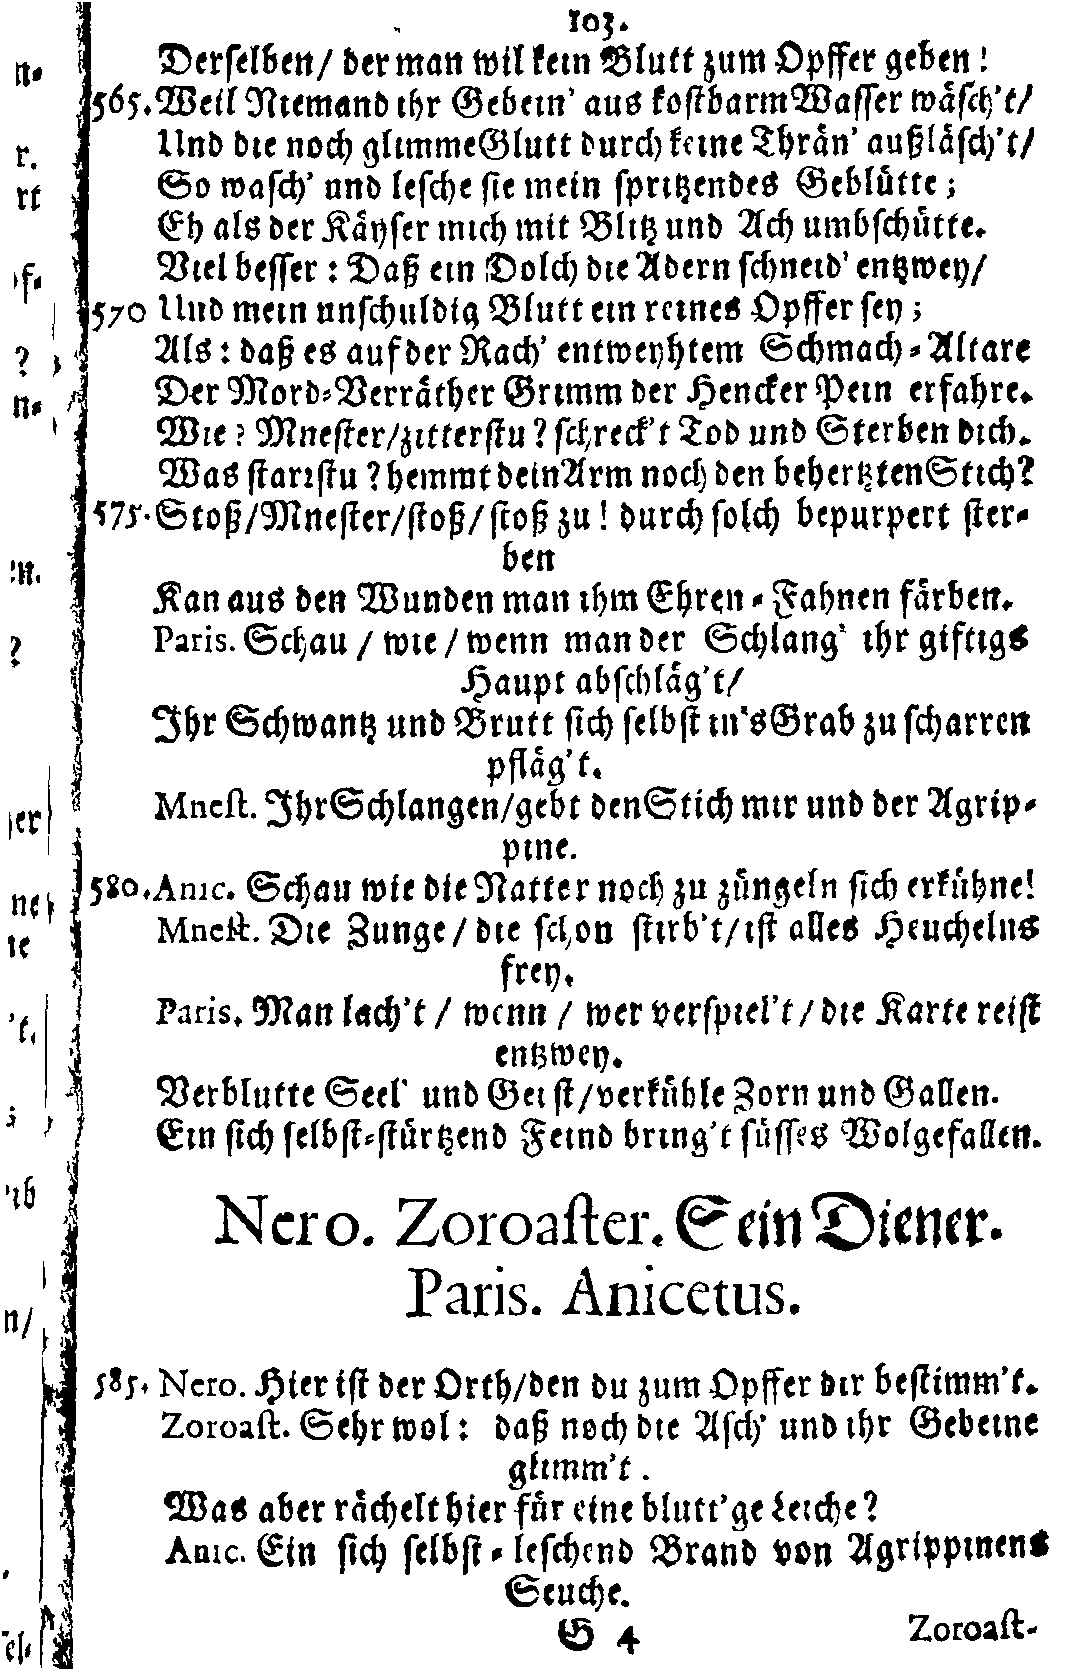 103.
Derselben/ der man wil kein Blutt zum Opffer geben!
565. Weil Niemand ihr Gebein' aus kostbarm Wasser wäsch't/
Und die noch glimme Glutt durch keine Thrän' außläsch't/
So wasch' und lesche sie mein spritzendes Geblütte;
Eh als der Käyser mich mit Blitz und Ach umbschütte.
Viel besser: Daß ein Dolch die Adern schneid' entzwey/
570 Und mein unschuldig Blutt ein reines Opffer sey;
Als: daß es auf der Rach' entweyhtem Schmach-Altare
Der Mord-Verräther Grimm der Hencker Pein erfahre.
Wie? Mnester/zitterstu? schreck't Tod und Sterben dich.
Was starrstu? hemmt dein Arm noch den behertzten Stich?
575. Stoß/Mnester/stoß/stoß zu! durch solch bepurpert ster-
ben
Kan aus den Wunden man ihm Ehren-Fahnen färben.
Paris. Schau/ wie/ wenn man der Schlang' ihr giftigs
Haupt abschläg't/
Ihr Schwantz und Brutt sich selbst in's Grab zu scharren
pfläg't.
Mnest. Ihr Schlangen/gebt den Stich mir und der Agrip-
pine.
580. Anic. Schau wie die Natter noch zu züngeln sich erkühne!
Mnest. Die Zunge/ die schon stirb't/ist alles Heuchelns
frey.
Paris. Man lach't/ wenn/ wer verspiel't/die Karte reist
entzwey.
Verblutte Seel' und Geist/verkühle Zorn und Gallen.
Ein sich selbst-stürtzend Feind bring't süsses Wolgefallen.
Nero. Zoroaster. Sein Diener.
Paris. Anicetus.
585. Nero. Hier ist der Orth/den du zum Opffer dir bestimm't.
Zoroast. Sehr wol: daß noch die Asch' und ihr Gebeine
glimm't.
Was aber rächelt hier für eine blutt'ge Leiche?
Anic. Ein sich selbst-leschend Brand von Agrippinens
Seuche.
G 4 Zoroast-